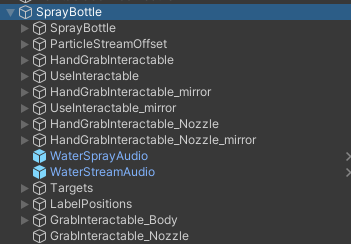 SprayBottle
SprayBottle
ParticleStreamOffset
HandGrabInteractable
UseInteractable
HandGrabInteractable_mirror
UseInteractable_mirror
HandGrabInteractable_Nozzle
HandGrabInteractable_Nozzle_mirror
WaterSprayAudio
WaterStreamAudio
Targets
LabelPositions
GrabInteractable_Body
GrabInteractable_Nozzle